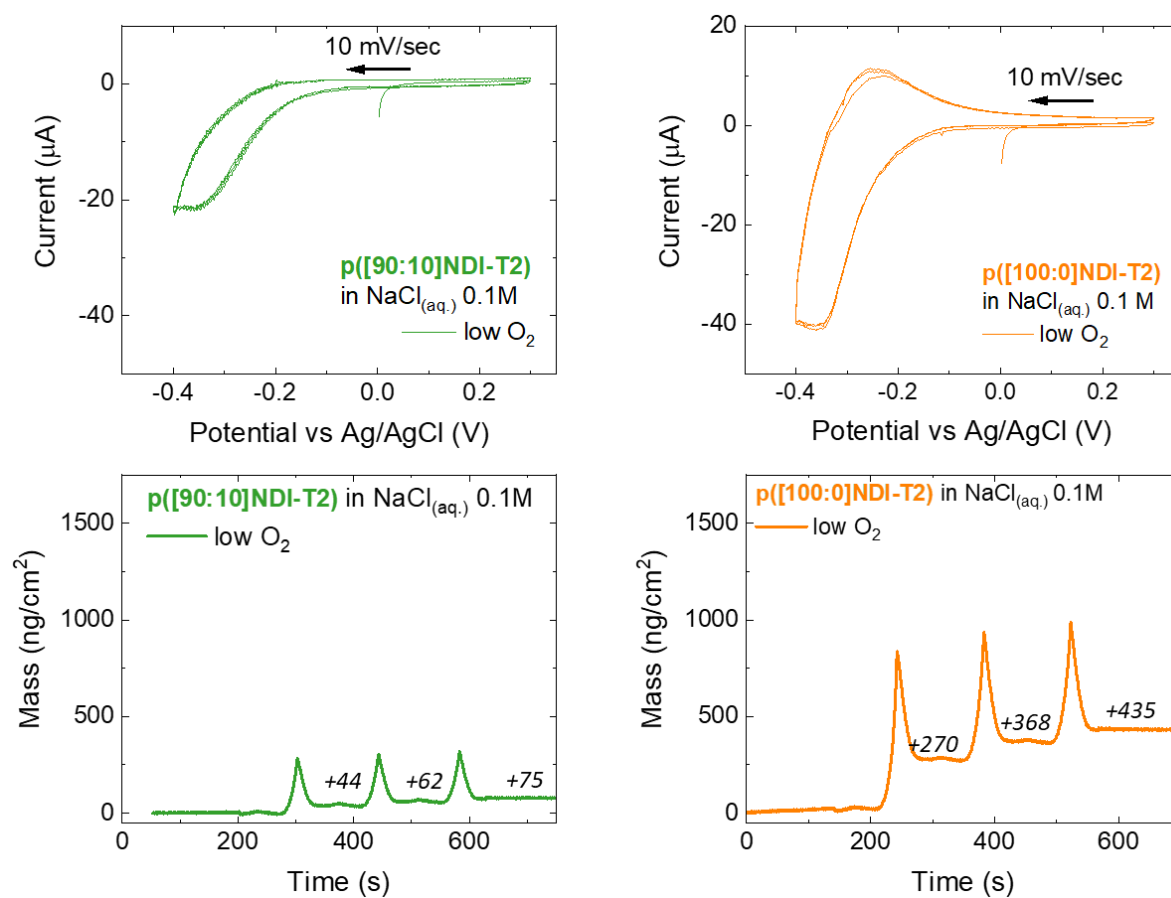 10 mV/sec
0
-20
-40
Current (µA)
p([90:10]NDI-T2)
in NaCl(aq.) 0.1M
low O2
-0.4
-0.2
0.0
0.2
Potential vs Ag/AgCl (V)
20
10 mV/sec
0
-20
-40
Current (µA)
p([100:0]NDI-T2)
in NaCl(aq.) 0.1 M
low O2
-0.4
-0.2
0.0
0.2
Potential vs Ag/AgCl (V)
p([90:10]NDI-T2) in NaCl(aq.) 0.1M
low O2
1500
1000
500
0
Mass (ng/cm2)
+44
+62
+75
0
200
400
600
Time (s)
p([100:0]NDI-T2) in NaCl(aq.) 0.1M
low O2
1500
1000
500
0
Mass (ng/cm2)
+270
+368
+435
0
200
400
600
Time (s)